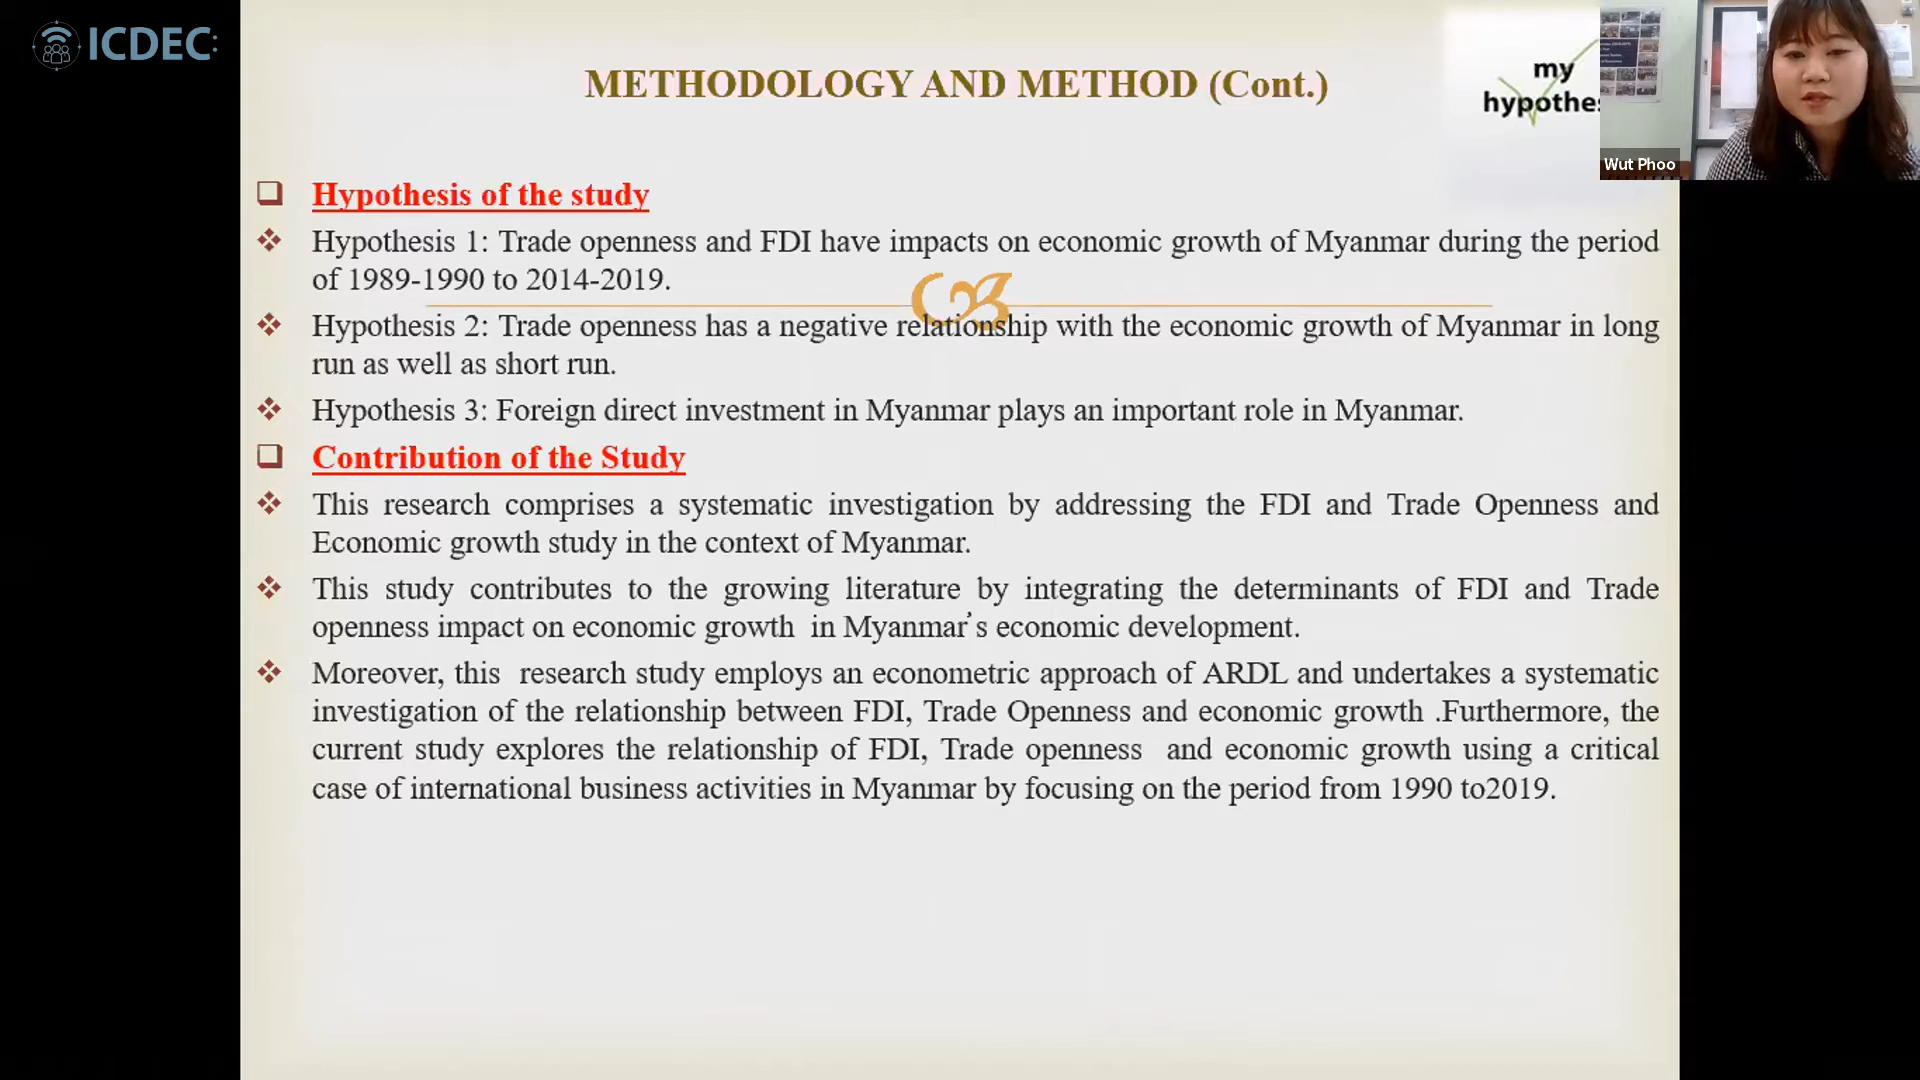 ICDEC:
METHODOLOGY AND METHOD (Cont.)
my
hypothes
Wut Phoo
Hypothesis of the study
Hypothesis 1: Trade openness and FDI have impacts on economic growth of Myanmar during the period
of 1989-1990 to 2014-2019.
Hypothesis 2: Trade openness has a negative relationship with the economic growth of Myanmar in long
run as well as short run.
Hypothesis 3: Foreign direct investment in Myanmar plays an important role in Myanmar.
Contribution of the Study
This research comprises a systematic investigation by addressing the FDI and Trade Openness and
Economic growth study in the context of Myanmar.
This study contributes to the growing literature by integrating the determinants of FDI and Trade
openness impact on economic growth  in Myanmar’s economic development.
Moreover, this  research study employs an econometric approach of ARDL and undertakes a systematic
investigation of the relationship between FDI, Trade Openness and economic growth .Furthermore, the
current study explores the relationship of FDI, Trade openness  and economic growth using a critical
case of international business activities in Myanmar by focusing on the period from 1990 to2019.